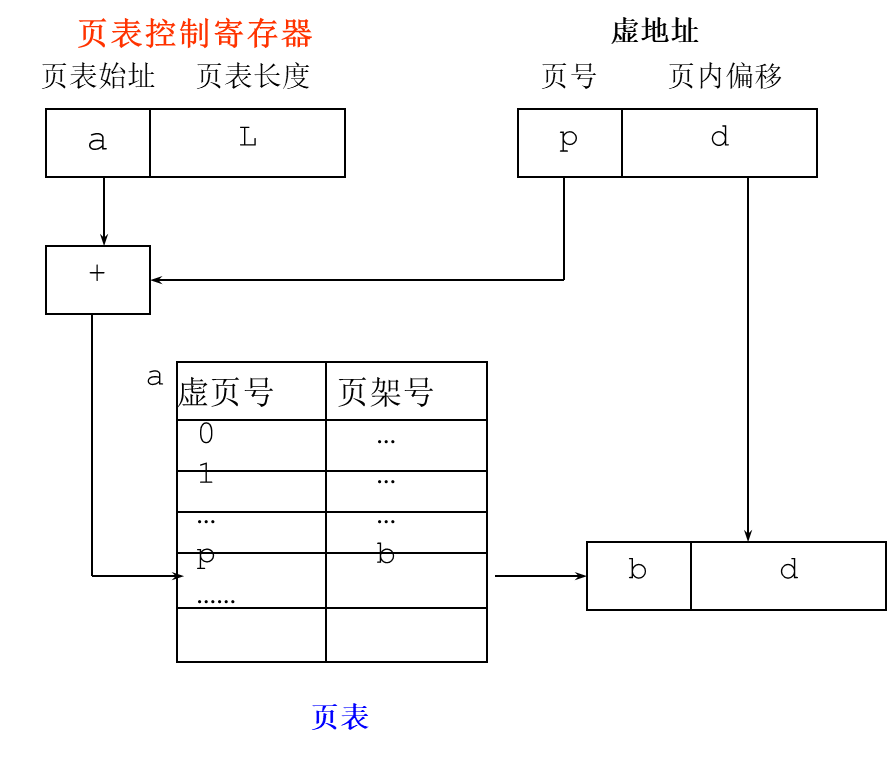 页表控制寄存器
虚地址
页表始址 页表长度
页号 页内偏移
a L
p d
+
a
虚页号 页架号
0 …
1 …
… …
p b
……
b d
页表